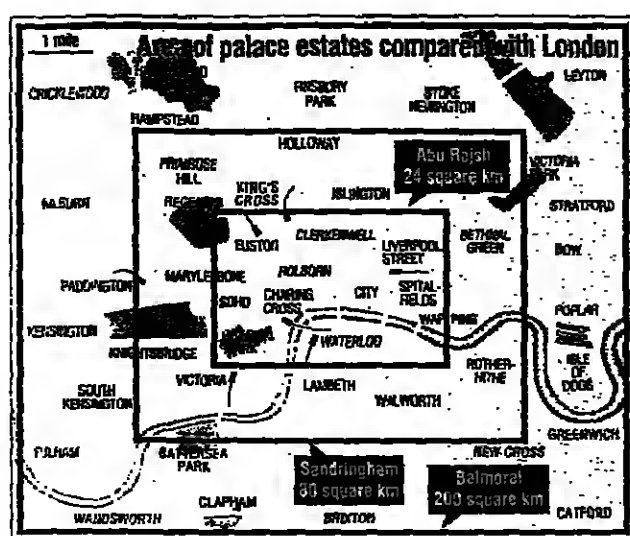 1 mile
Area of palace estates compared with London
CRICKLEWOOD
FINSBURY
PARK
STOKE
NEWINGTON
LEYTON
HAMPSTEAD
HOLLOWAY
Abu Rajsh
24 square km
PRIMROSE
HILL
KING'S
CROSS
ISLINGTON
VICTORIA
PARK
STRATFORD
EUSTON
CLERKENWELL
LIVERPOOL
STREET
BETHNAL
GREEN
BOW
PADDINGTON
MARYLEBONE
HOLBORN
SOHO
CHARING
CROSS
CITY
SPITAL-
FIELDS
WAPPING
POPLAR
KENSINGTON
KNIGHTSBRIDGE
WATERLOO
ISLE
OF
DOGS
ROTHER-
HITHE
VICTORIA
LAMBETH
WALWORTH
SOUTH
KENSINGTON
GREENWICH
FULHAM
BATTERSEA
PARK
NEW CROSS
Sandringham
80 square km
Balmoral
200 square km
CLAPHAM
WANDSWORTH
BRIXTON
CATFORD